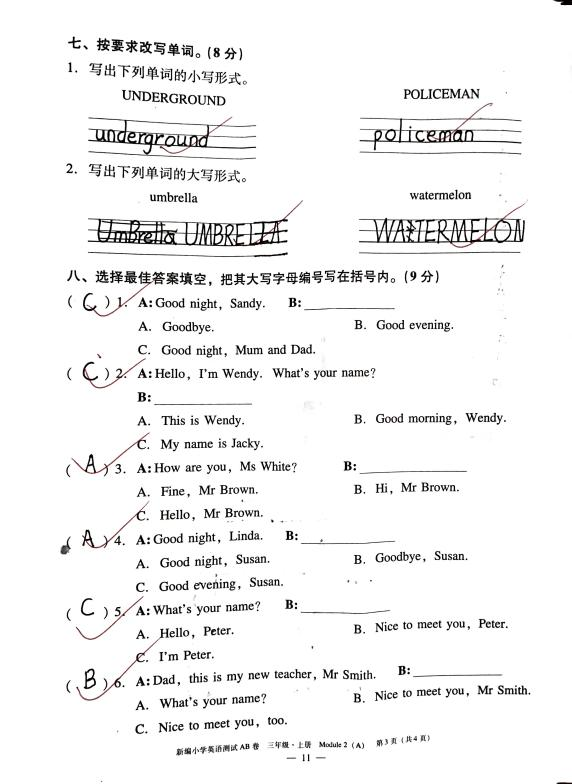 七、按要求改写单词。(8 分)
1. 写出下列单词的小写形式。
UNDERGROUND POLICEMAN
underground policeman
2. 写出下列单词的大写形式。
umbrella watermelon
UMBRELLA WATERMELON
八、选择最佳答案填空，把其大写字母编号写在括号内。(9 分)
( C ) 1. A: Good night, Sandy. B:
A. Goodbye. B. Good evening.
C. Good night, Mum and Dad.
( C ) 2. A: Hello, I'm Wendy. What's your name?
B:
A. This is Wendy. B. Good morning, Wendy.
C. My name is Jacky.
( A ) 3. A: How are you, Ms White? B:
A. Fine, Mr Brown. B. Hi, Mr Brown.
C. Hello, Mr Brown.
( A ) 4. A: Good night, Linda. B:
A. Good night, Susan. B. Goodbye, Susan.
C. Good evening, Susan.
( C ) 5. A: What's your name? B:
A. Hello, Peter. B. Nice to meet you, Peter.
C. I'm Peter.
( B ) 6. A: Dad, this is my new teacher, Mr Smith. B:
A. What's your name? B. Nice to meet you, Mr Smith.
C. Nice to meet you, too.
新编小学英语测试 AB 卷 三年级·上册 Module 2 (A) 第 3 页 (共 4 页)
— 11 —